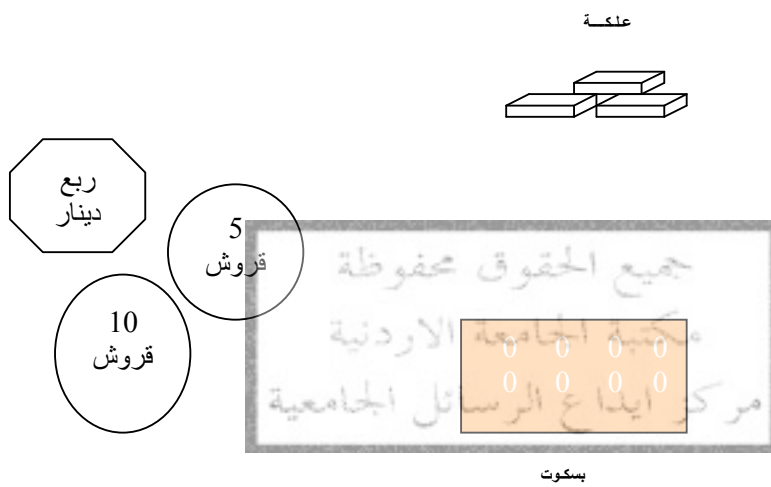 علكـــة
ربع
دينار
5
قروش
10
قروش
جميع الحقوق محفوظة
مكتبة الجامعة الاردنية
مركز ايداع الرسائل الجامعية
0 0 0 0
0 0 0 0
بسكوت